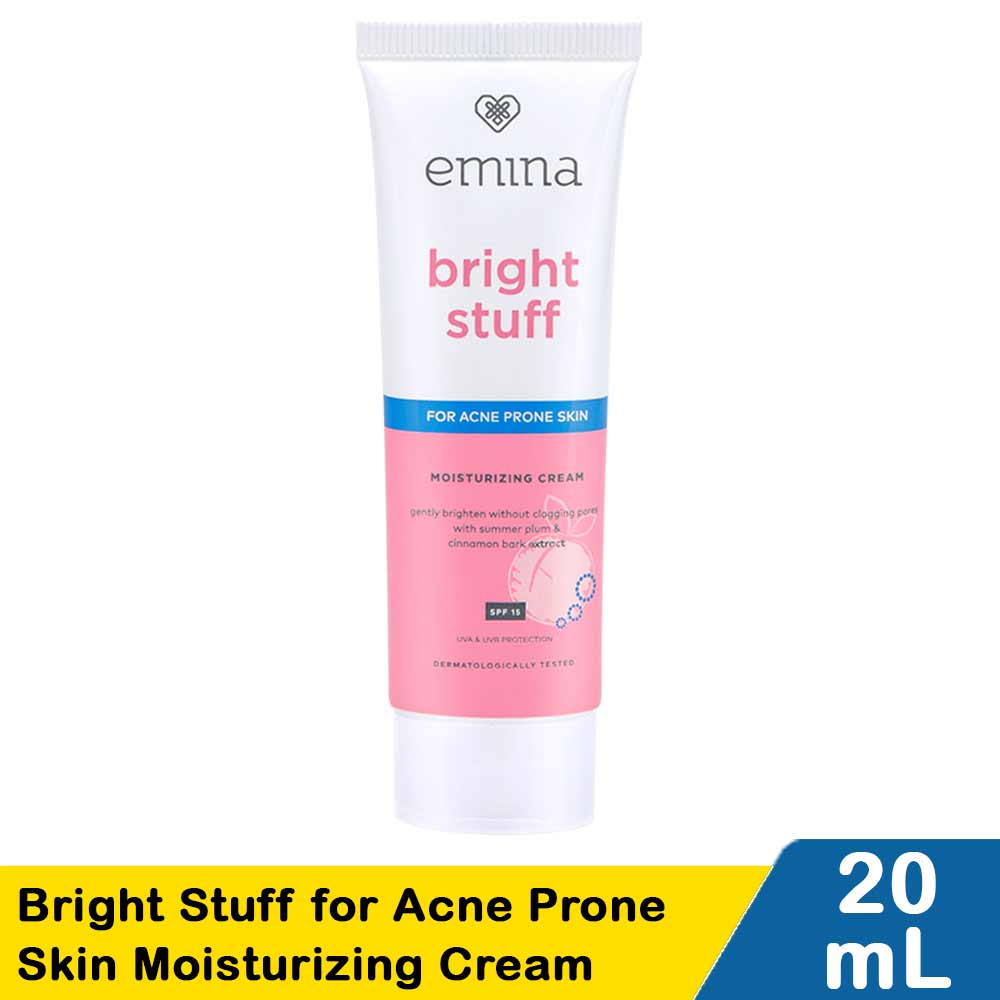 emina
bright
stuff
FOR ACNE PRONE SKIN
MOISTURIZING CREAM
gently brighten without clogging pores
with summer plum &
cinnamon bark extract
SPF 15
UVA & UVB PROTECTION
DERMATOLOGICALLY TESTED
Bright Stuff for Acne Prone
Skin Moisturizing Cream
20
mL